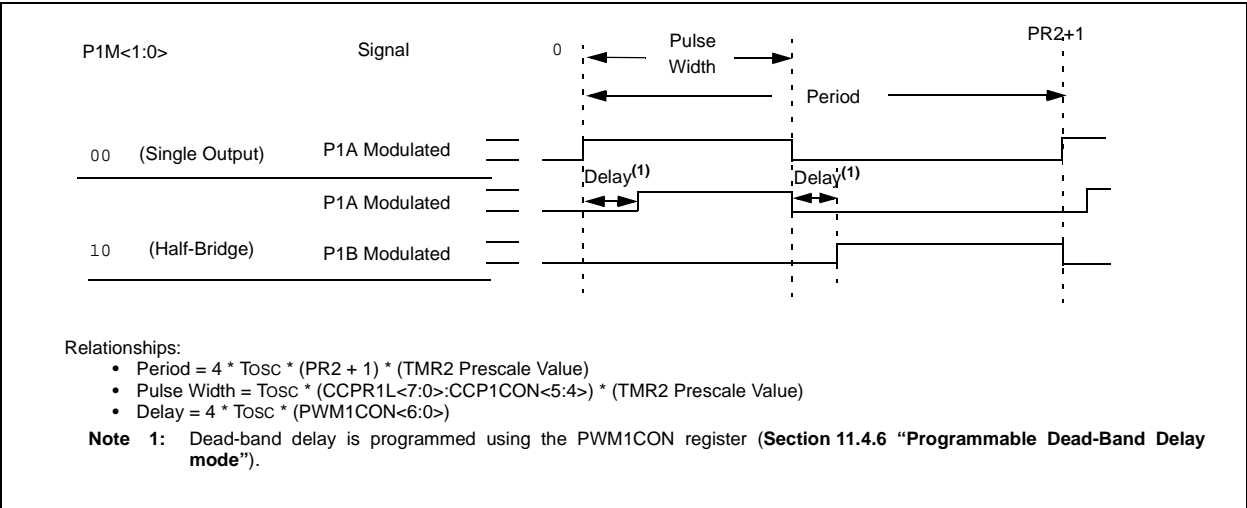 P1M<1:0> Signal 0 Pulse Width PR2+1
Period
00 (Single Output) P1A Modulated
Delay(1) Delay(1)
P1A Modulated
10 (Half-Bridge) P1B Modulated
Relationships:
• Period = 4 * TOSC * (PR2 + 1) * (TMR2 Prescale Value)
• Pulse Width = TOSC * (CCPR1L<7:0>:CCP1CON<5:4>) * (TMR2 Prescale Value)
• Delay = 4 * TOSC * (PWM1CON<6:0>)
Note 1: Dead-band delay is programmed using the PWM1CON register (Section 11.4.6 “Programmable Dead-Band Delay
mode”).